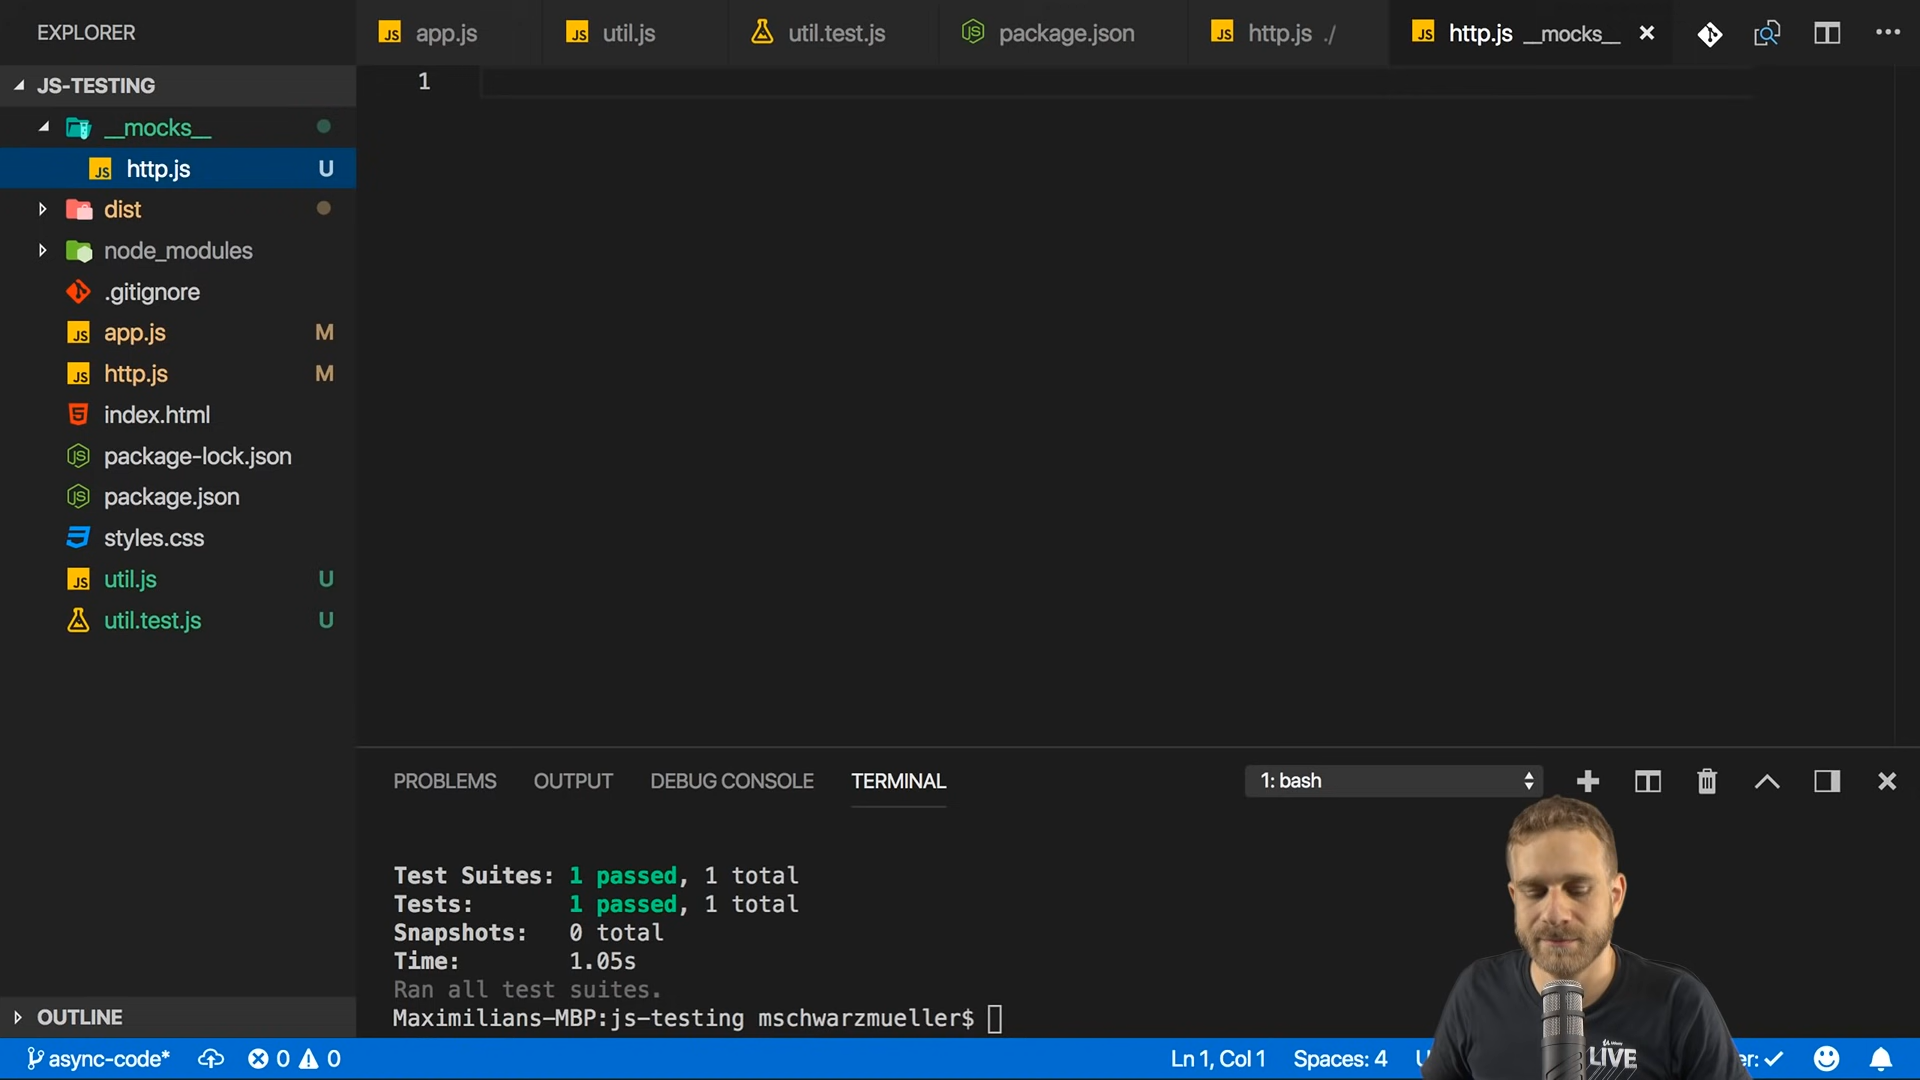 EXPLORER
JS-TESTING
__mocks__
http.js U
dist
node_modules
.gitignore
app.js M
http.js M
index.html
package-lock.json
package.json
styles.css
util.js U
util.test.js U
OUTLINE
app.js
util.js
util.test.js
package.json
http.js ./
http.js __mocks__
1
PROBLEMS OUTPUT DEBUG CONSOLE TERMINAL
1: bash
Test Suites: 1 passed, 1 total
Tests: 1 passed, 1 total
Snapshots: 0 total
Time: 1.05s
Ran all test suites.
Maximilians-MBP:js-testing mschwarzmueller$
async-code* 0 0
Ln 1, Col 1 Spaces: 4
LIVE